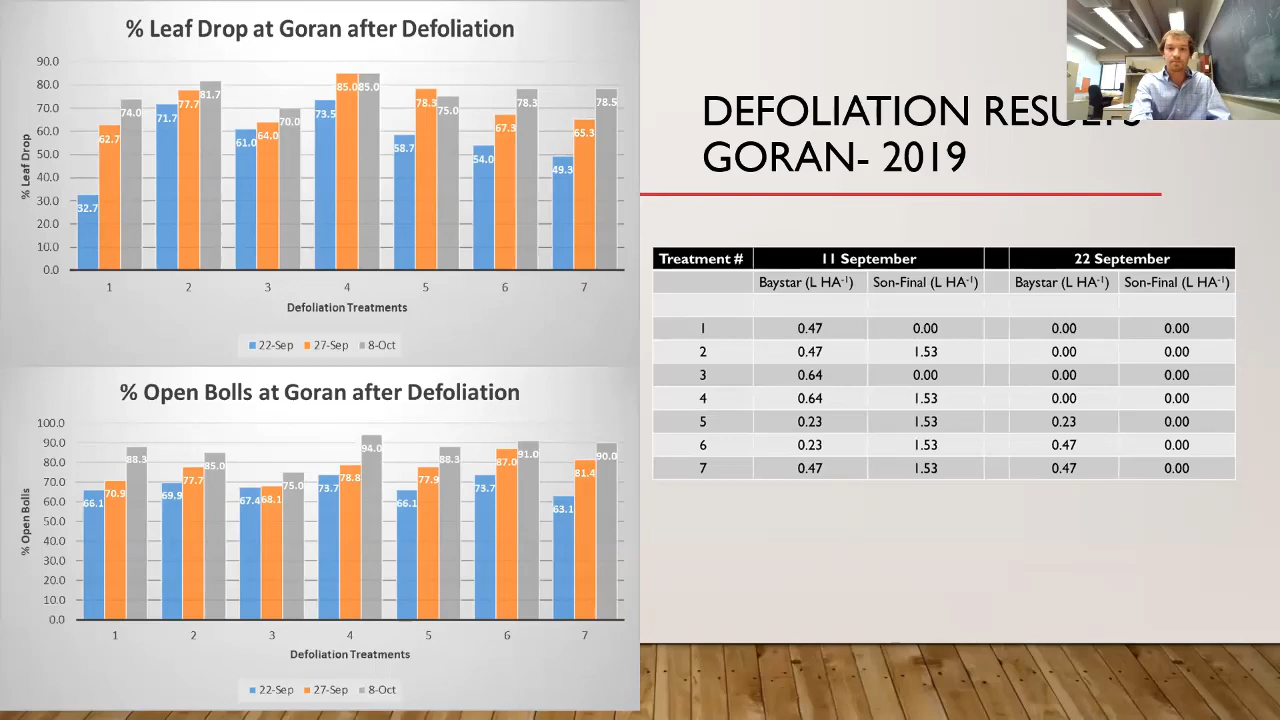 % Leaf Drop at Goran after Defoliation
90.0
80.0
70.0
60.0
50.0
40.0
30.0
20.0
10.0
0.0
% Leaf Drop
32.7 62.7 74.0
71.7 77.7 81.7
61.0 64.0 70.0
73.5 85.0 85.0
58.7 78.3 75.0
54.0 67.3 78.3
49.3 65.3 78.5
1 2 3 4 5 6 7
Defoliation Treatments
22-Sep 27-Sep 8-Oct
% Open Bolls at Goran after Defoliation
100.0
90.0
80.0
70.0
60.0
50.0
40.0
30.0
20.0
10.0
0.0
% Open Bolls
66.1 70.9 88.3
69.9 77.7 85.0
67.4 68.1 75.0
73.7 78.8 94.0
66.1 77.9 88.3
73.7 87.0 91.0
63.1 81.4 90.0
1 2 3 4 5 6 7
Defoliation Treatments
22-Sep 27-Sep 8-Oct
DEFOLIATION RESULTS
GORAN- 2019
Treatment # 11 September 22 September
Baystar (L HA⁻¹) Son-Final (L HA⁻¹) Baystar (L HA⁻¹) Son-Final (L HA⁻¹)
1 0.47 0.00 0.00 0.00
2 0.47 1.53 0.00 0.00
3 0.64 0.00 0.00 0.00
4 0.64 1.53 0.00 0.00
5 0.23 1.53 0.23 0.00
6 0.23 1.53 0.47 0.00
7 0.47 1.53 0.47 0.00